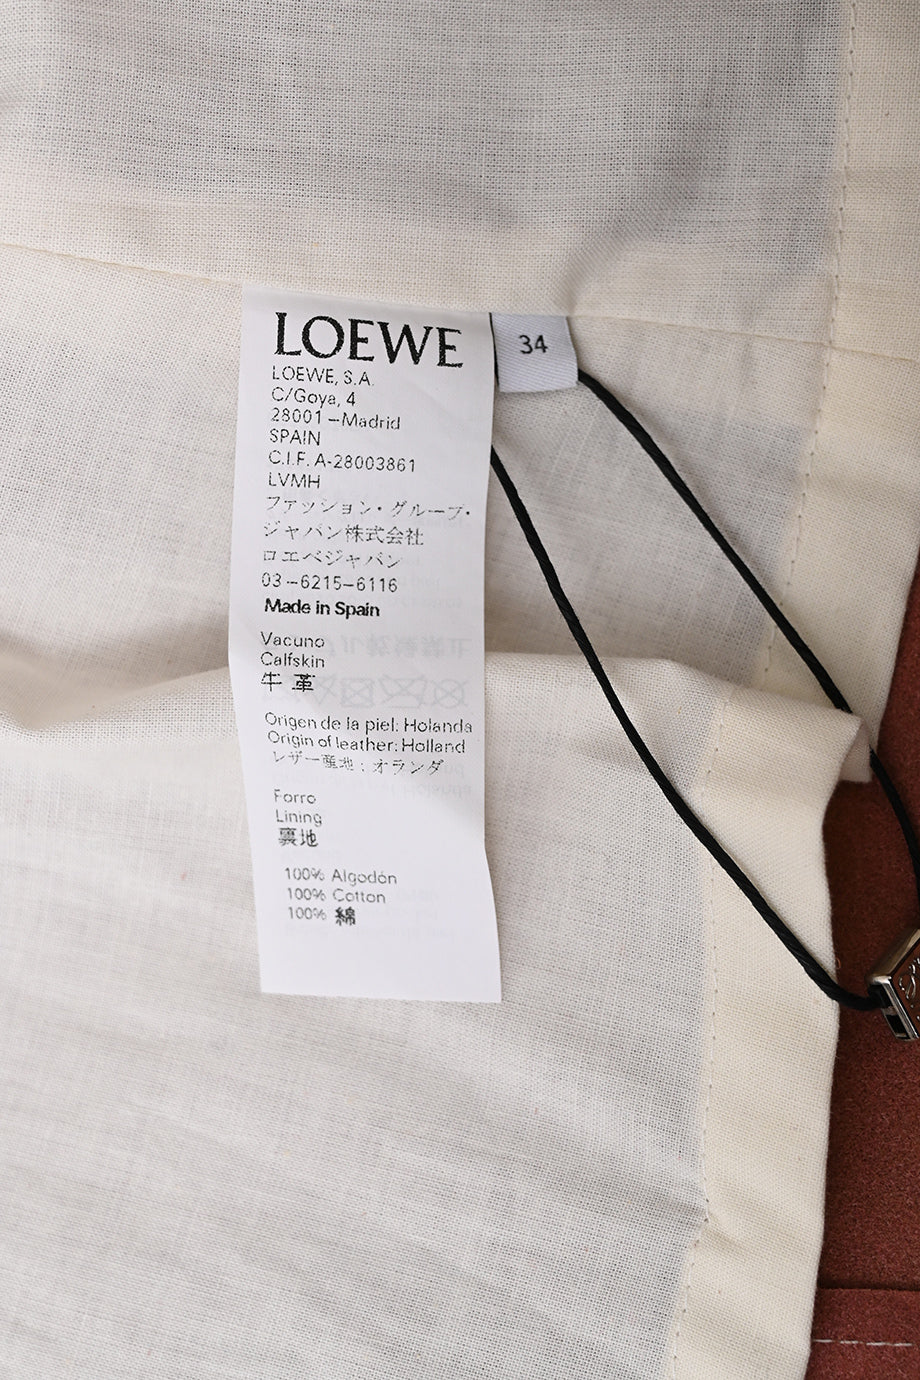 LOEWE
34
LOEWE, S.A.
C/Goya, 4
28001-Madrid
SPAIN
C.I.F. A-28003861
LVMH
ファッション・グループ・
ジャパン株式会社
ロエベジャパン
03-6215-6116
Made in Spain
Vacuno
Calfskin
牛 革
Origen de la piel: Holanda
Origin of leather: Holland
レザー産地：オランダ
Forro
Lining
裏地
100% Algodón
100% Cotton
100% 綿